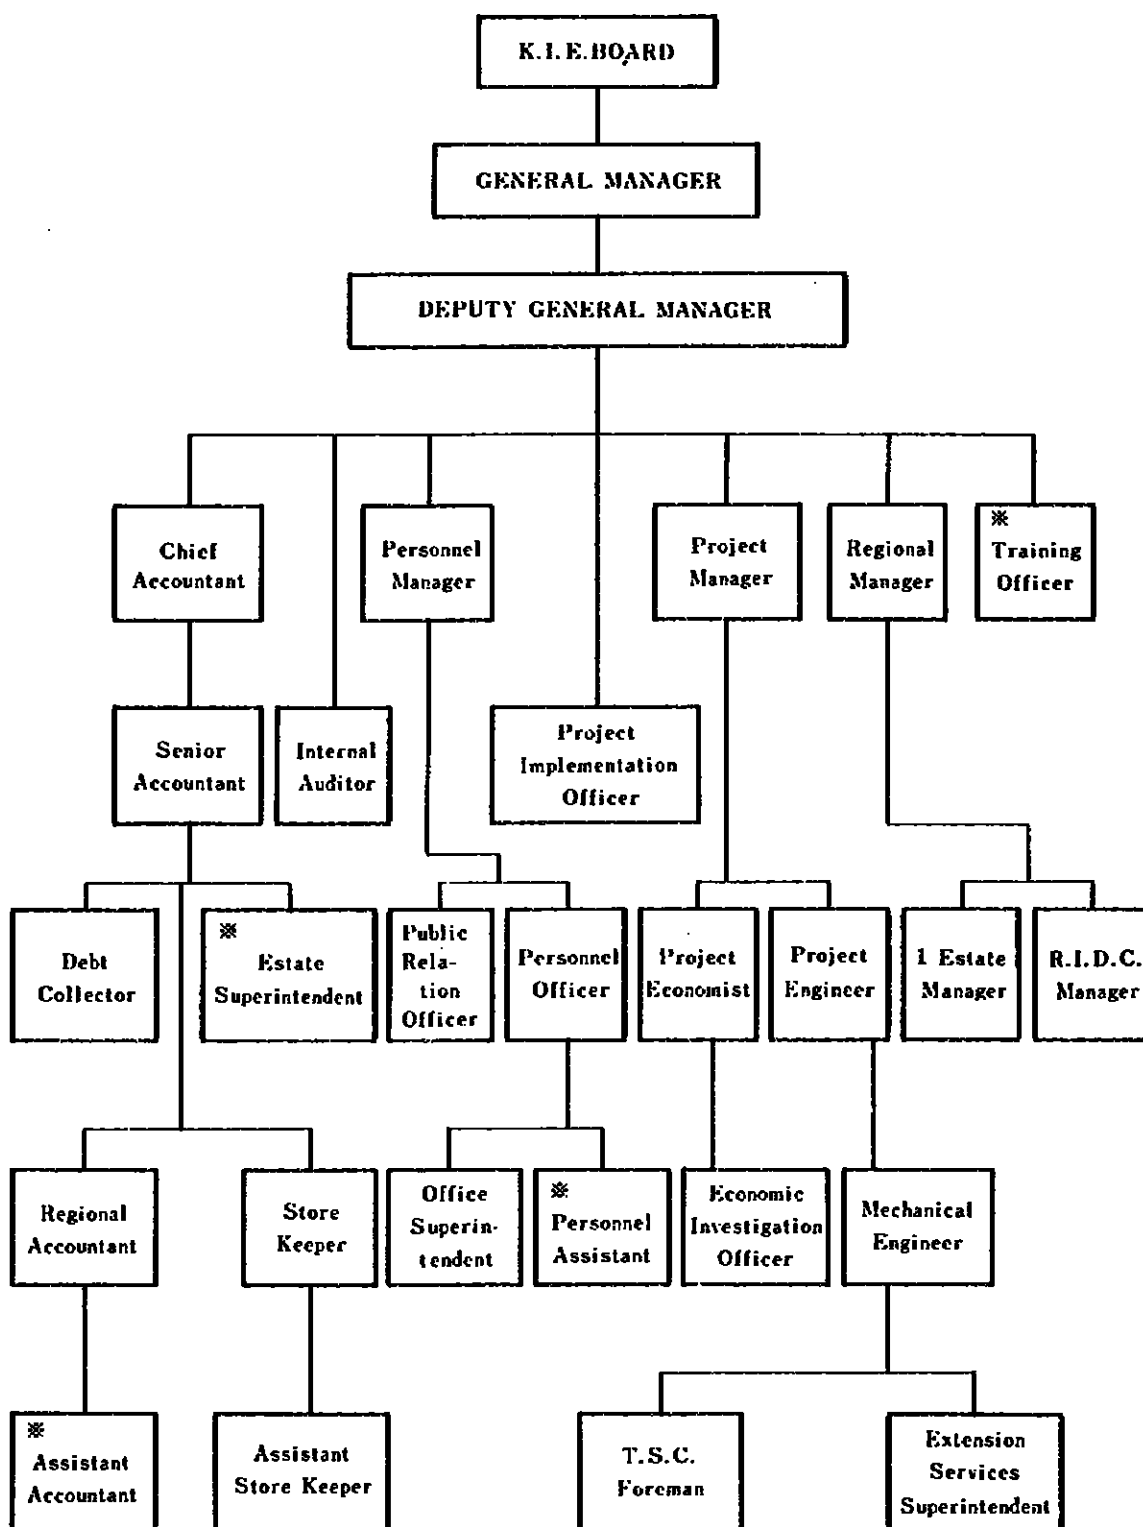 K.I.E.BOARD
GENERAL MANAGER
DEPUTY GENERAL MANAGER
Chief
Accountant
Personnel
Manager
Project
Manager
Regional
Manager
※
Training
Officer
Senior
Accountant
Internal
Auditor
Project
Implementation
Officer
Debt
Collector
※
Estate
Superintendent
Public
Rela-
tion
Officer
Personnel
Officer
Project
Economist
Project
Engineer
1 Estate
Manager
R.I.D.C.
Manager
Regional
Accountant
Store
Keeper
Office
Superin-
tendent
※
Personnel
Assistant
Economic
Investigation
Officer
Mechanical
Engineer
※
Assistant
Accountant
Assistant
Store Keeper
T.S.C.
Foreman
Extension
Services
Superintendent